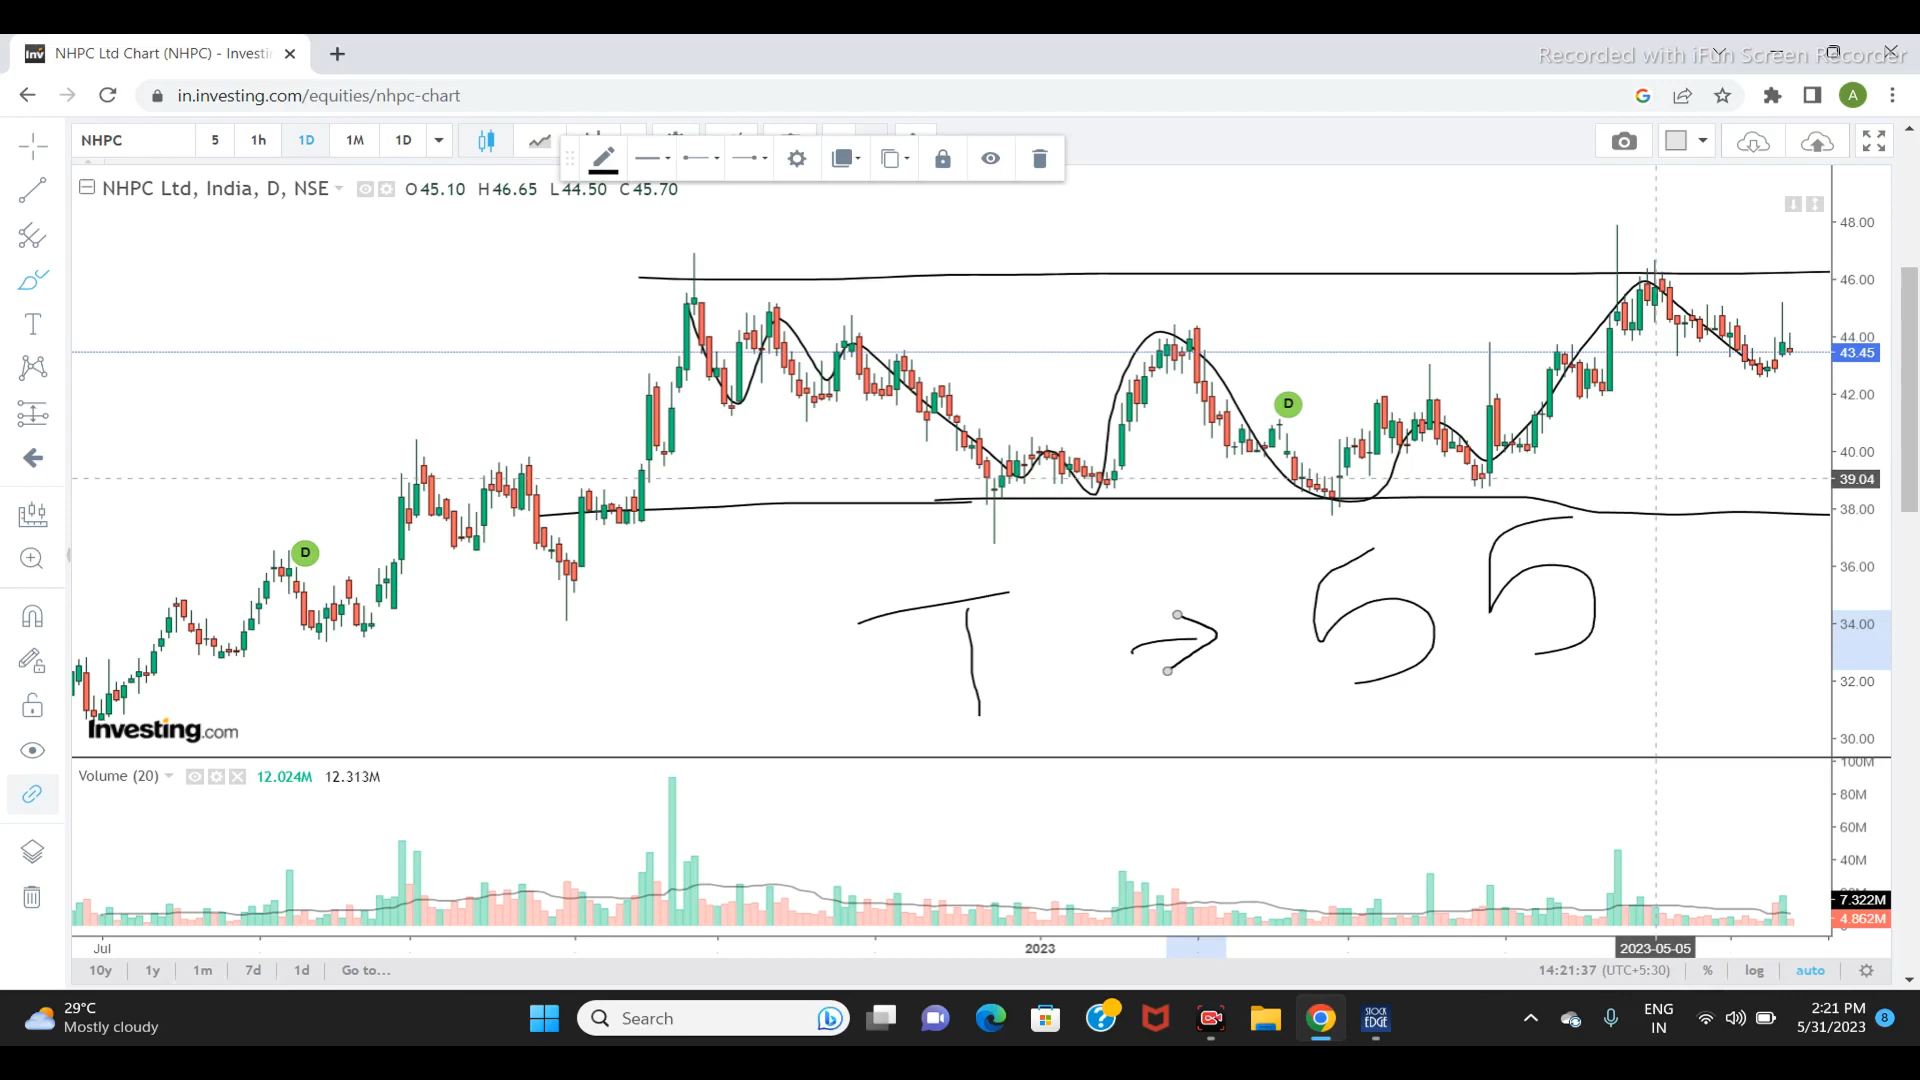 NHPC Ltd Chart (NHPC) - Investi
Recorded with iFun Screen Recorder
in.investing.com/equities/nhpc-chart
A
NHPC 5 1h 1D 1M 1D
NHPC Ltd, India, D, NSE O45.10 H46.65 L44.50 C45.70
48.00
46.00
44.00
43.45
42.00
40.00
39.04
38.00
36.00
34.00
32.00
30.00
D
D
T → 55
Investing.com
Volume (20) 12.024M 12.313M
100M
80M
60M
40M
7.322M
4.862M
Jul 2023 2023-05-05
10y 1y 1m 7d 1d Go to... 14:21:37 (UTC+5:30) % log auto
29°C
Mostly cloudy
Search
STOCK
EDGE
ENG
IN
2:21 PM
5/31/2023
8